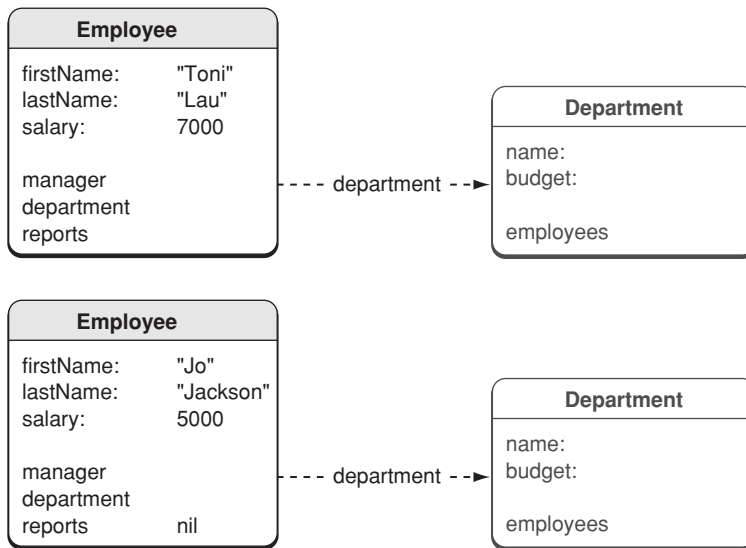 Employee
firstName: "Toni"
lastName: "Lau"
salary: 7000
manager
department
reports
department
Department
name:
budget:
employees
Employee
firstName: "Jo"
lastName: "Jackson"
salary: 5000
manager
department
reports nil
department
Department
name:
budget:
employees